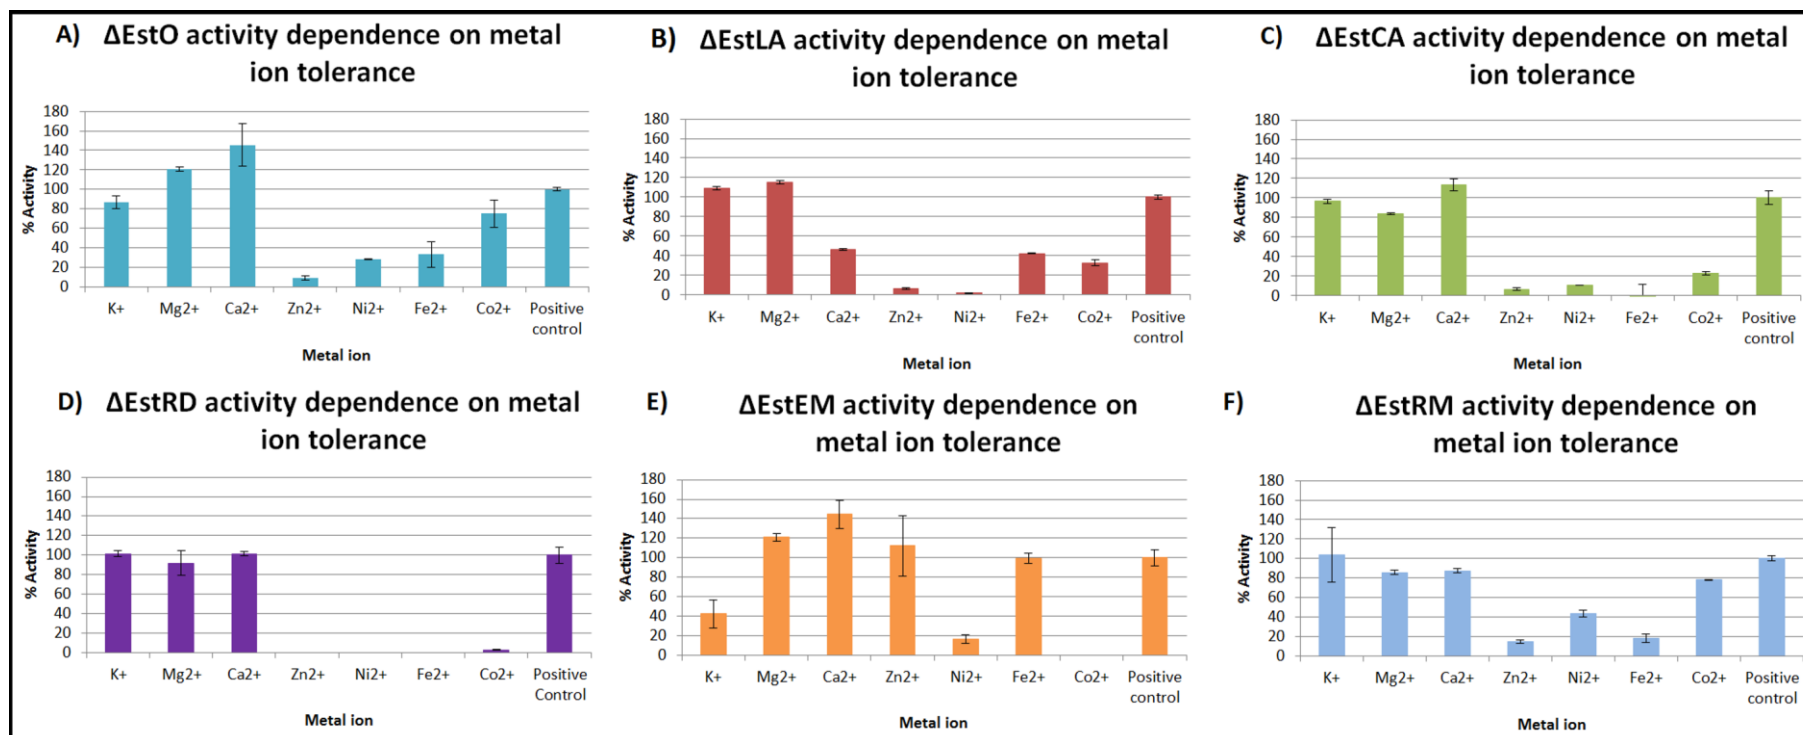 A) ΔEstO activity dependence on metal
ion tolerance
180
160
140
120
100
80
60
40
20
0
% Activity
K+ Mg2+ Ca2+ Zn2+ Ni2+ Fe2+ Co2+ Positive
control
Metal ion
B) ΔEstLA activity dependence on metal
ion tolerance
180
160
140
120
100
80
60
40
20
0
% Activity
K+ Mg2+ Ca2+ Zn2+ Ni2+ Fe2+ Co2+ Positive
control
Metal ion
C) ΔEstCA activity dependence on metal
ion tolerance
180
160
140
120
100
80
60
40
20
0
% Activity
K+ Mg2+ Ca2+ Zn2+ Ni2+ Fe2+ Co2+ Positive
control
Metal ion
D) ΔEstRD activity dependence on metal
ion tolerance
180
160
140
120
100
80
60
40
20
0
% Activity
K+ Mg2+ Ca2+ Zn2+ Ni2+ Fe2+ Co2+ Positive
Control
Metal ion
E) ΔEstEM activity dependence on
metal ion tolerance
180
160
140
120
100
80
60
40
20
0
% Activity
K+ Mg2+ Ca2+ Zn2+ Ni2+ Fe2+ Co2+ Positive
control
Metal ion
F) ΔEstRM activity dependence on
metal ion tolerance
180
160
140
120
100
80
60
40
20
0
% Activity
K+ Mg2+ Ca2+ Zn2+ Ni2+ Fe2+ Co2+ Positive
control
Metal ion